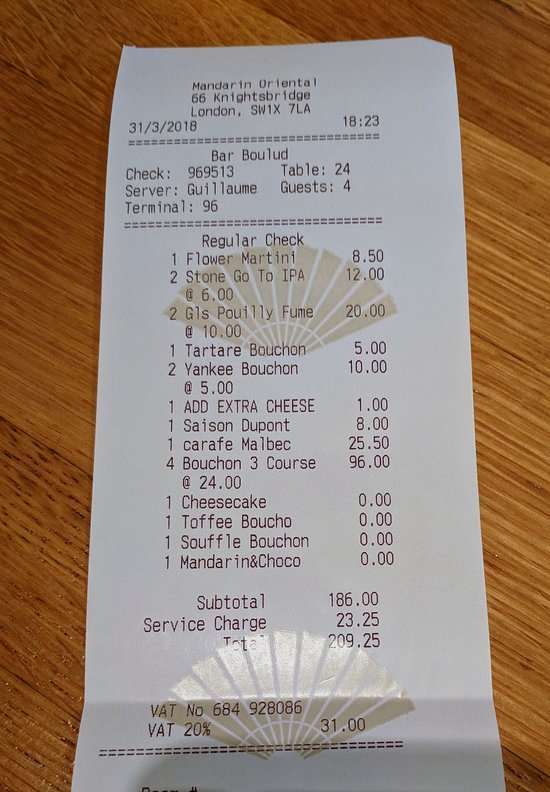 Mandarin Oriental
66 Knightsbridge
London, SW1X 7LA
31/3/2018 18:23
================================
Bar Boulud
Check: 969513 Table: 24
Server: Guillaume Guests: 4
Terminal: 96
================================
Regular Check
1 Flower Martini 8.50
2 Stone Go To IPA 12.00
@ 6.00
2 Gls Pouilly Fume 20.00
@ 10.00
1 Tartare Bouchon 5.00
2 Yankee Bouchon 10.00
@ 5.00
1 ADD EXTRA CHEESE 1.00
1 Saison Dupont 8.00
1 carafe Malbec 25.50
4 Bouchon 3 Course 96.00
@ 24.00
1 Cheesecake 0.00
1 Toffee Boucho 0.00
1 Souffle Bouchon 0.00
1 Mandarin&Choco 0.00
Subtotal 186.00
Service Charge 23.25
Total 209.25
VAT No 684 928086
VAT 20% 31.00
================================